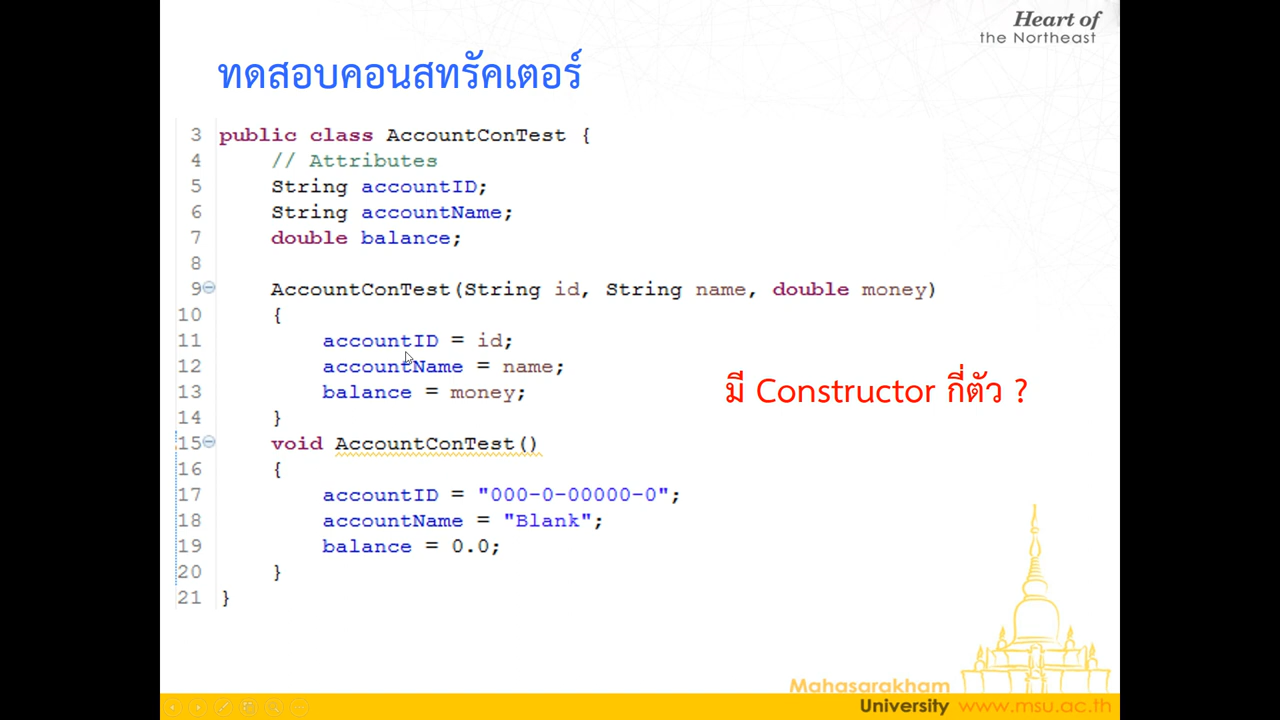 Heart of
the Northeast
ทดสอบคอนสทรัคเตอร์
3 public class AccountConTest {
4 // Attributes
5 String accountID;
6 String accountName;
7 double balance;
8
9 AccountConTest(String id, String name, double money)
10 {
11 accountID = id;
12 accountName = name;
13 balance = money;
14 }
15 void AccountConTest()
16 {
17 accountID = "000-0-00000-0";
18 accountName = "Blank";
19 balance = 0.0;
20 }
21 }
มี Constructor กี่ตัว ?
Mahasarakham
University www.msu.ac.th